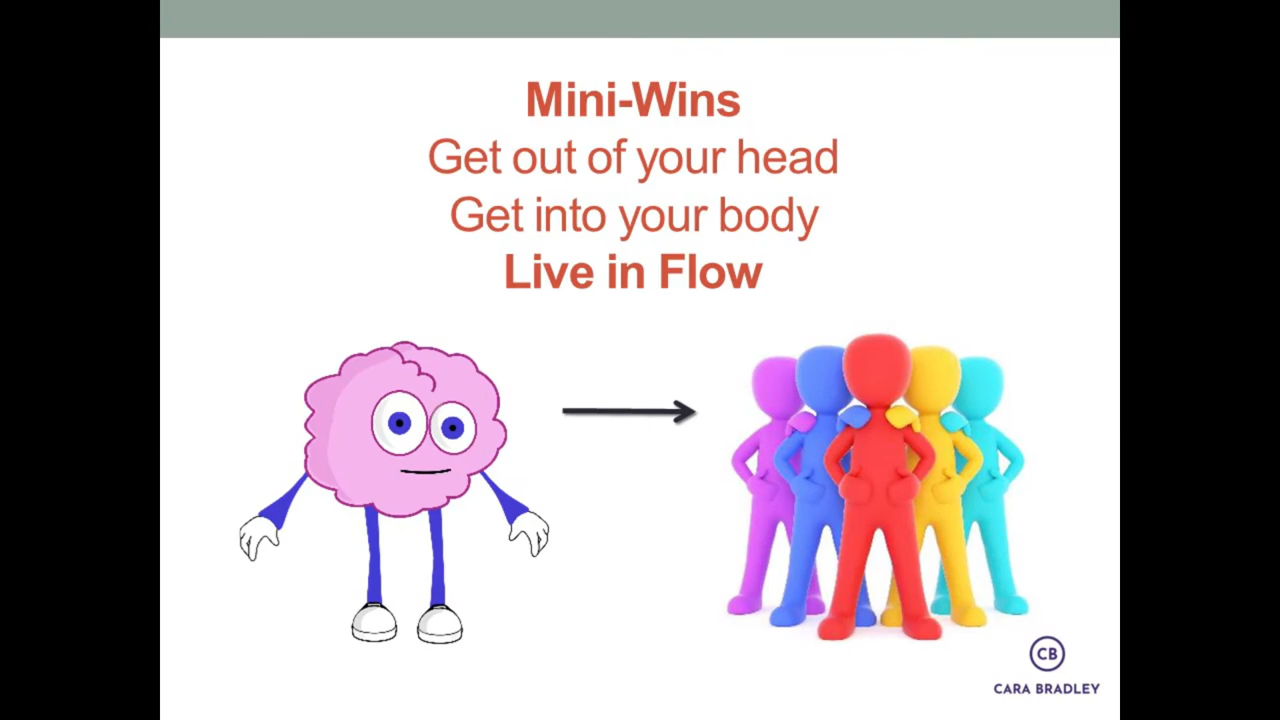 Mini-Wins
Get out of your head
Get into your body
Live in Flow
CB
CARA BRADLEY